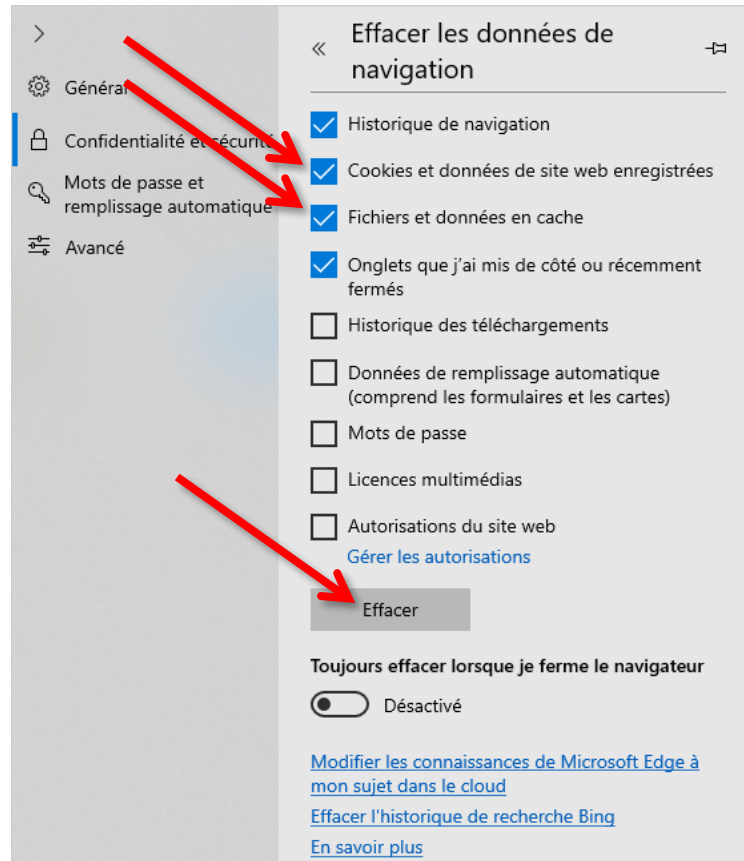 Général
Confidentialité et sécurité
Mots de passe et
remplissage automatique
Avancé
Effacer les données de
navigation
Historique de navigation
Cookies et données de site web enregistrées
Fichiers et données en cache
Onglets que j'ai mis de côté ou récemment
fermés
Historique des téléchargements
Données de remplissage automatique
(comprend les formulaires et les cartes)
Mots de passe
Licences multimédias
Autorisations du site web
Gérer les autorisations
Effacer
Toujours effacer lorsque je ferme le navigateur
Désactivé
Modifier les connaissances de Microsoft Edge à
mon sujet dans le cloud
Effacer l'historique de recherche Bing
En savoir plus